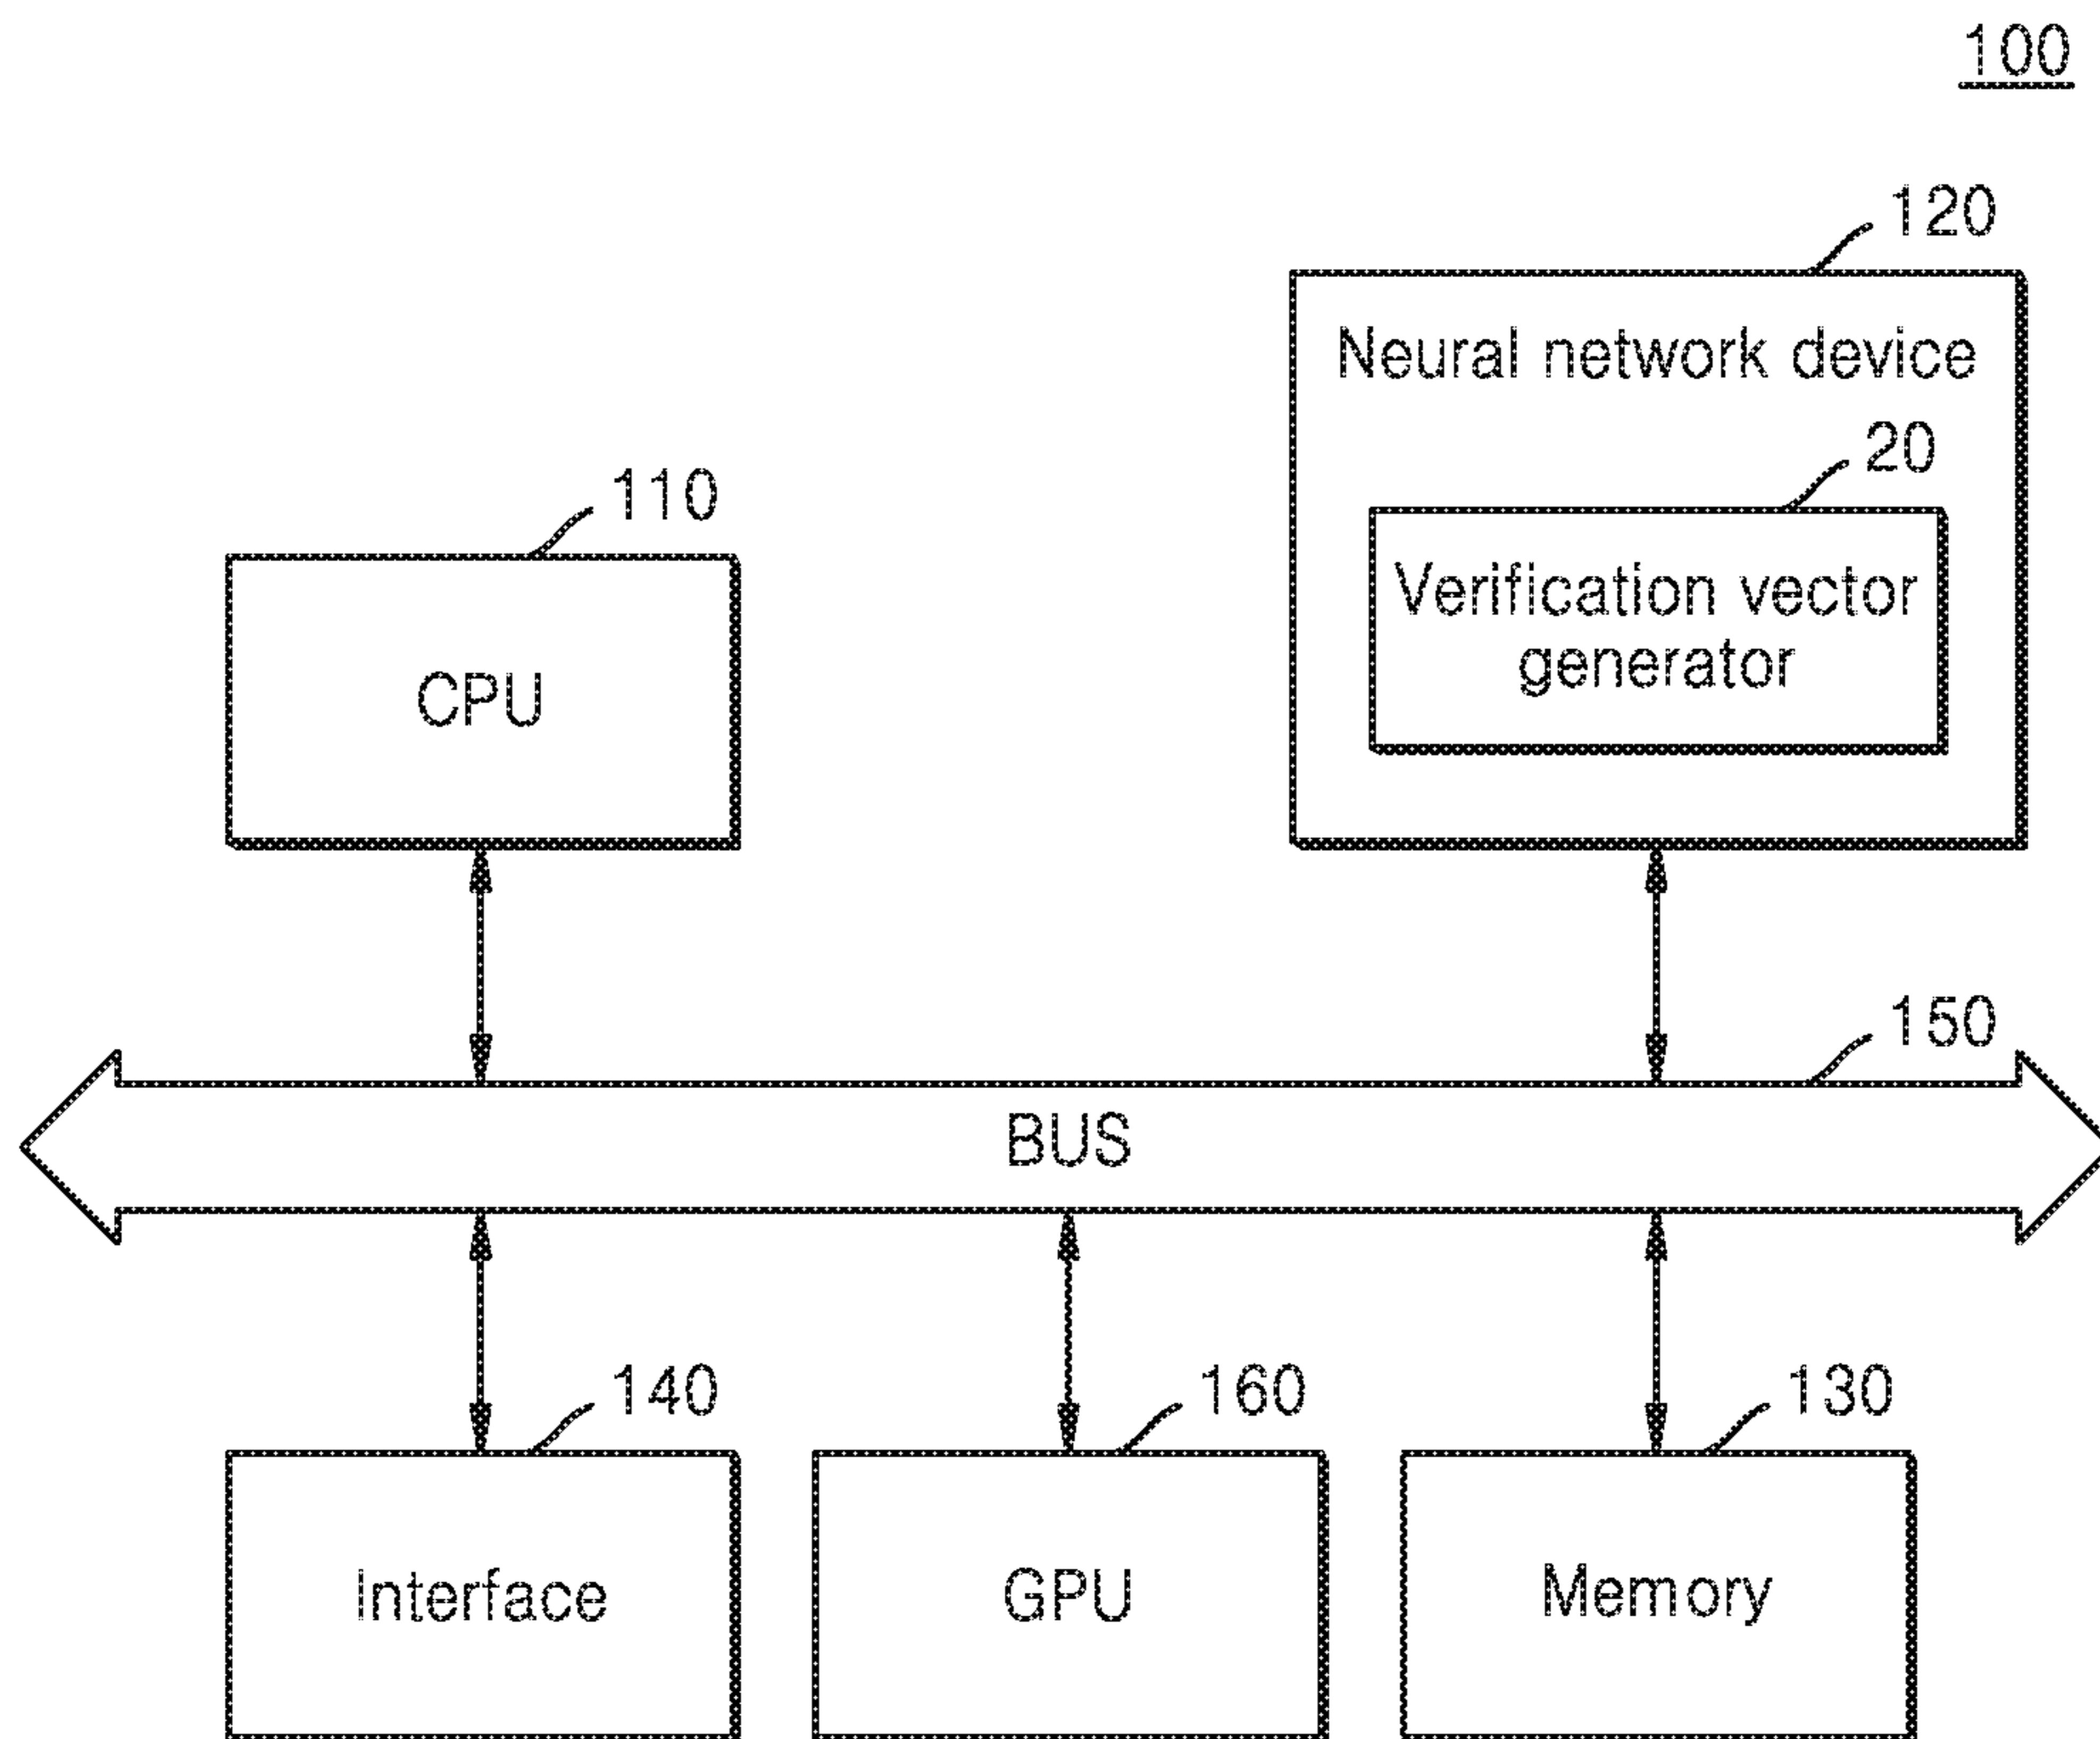 100
120
Neural network device
20
Verification vector
generator
110
CPU
150
BUS
140
Interface
160
GPU
130
Memory